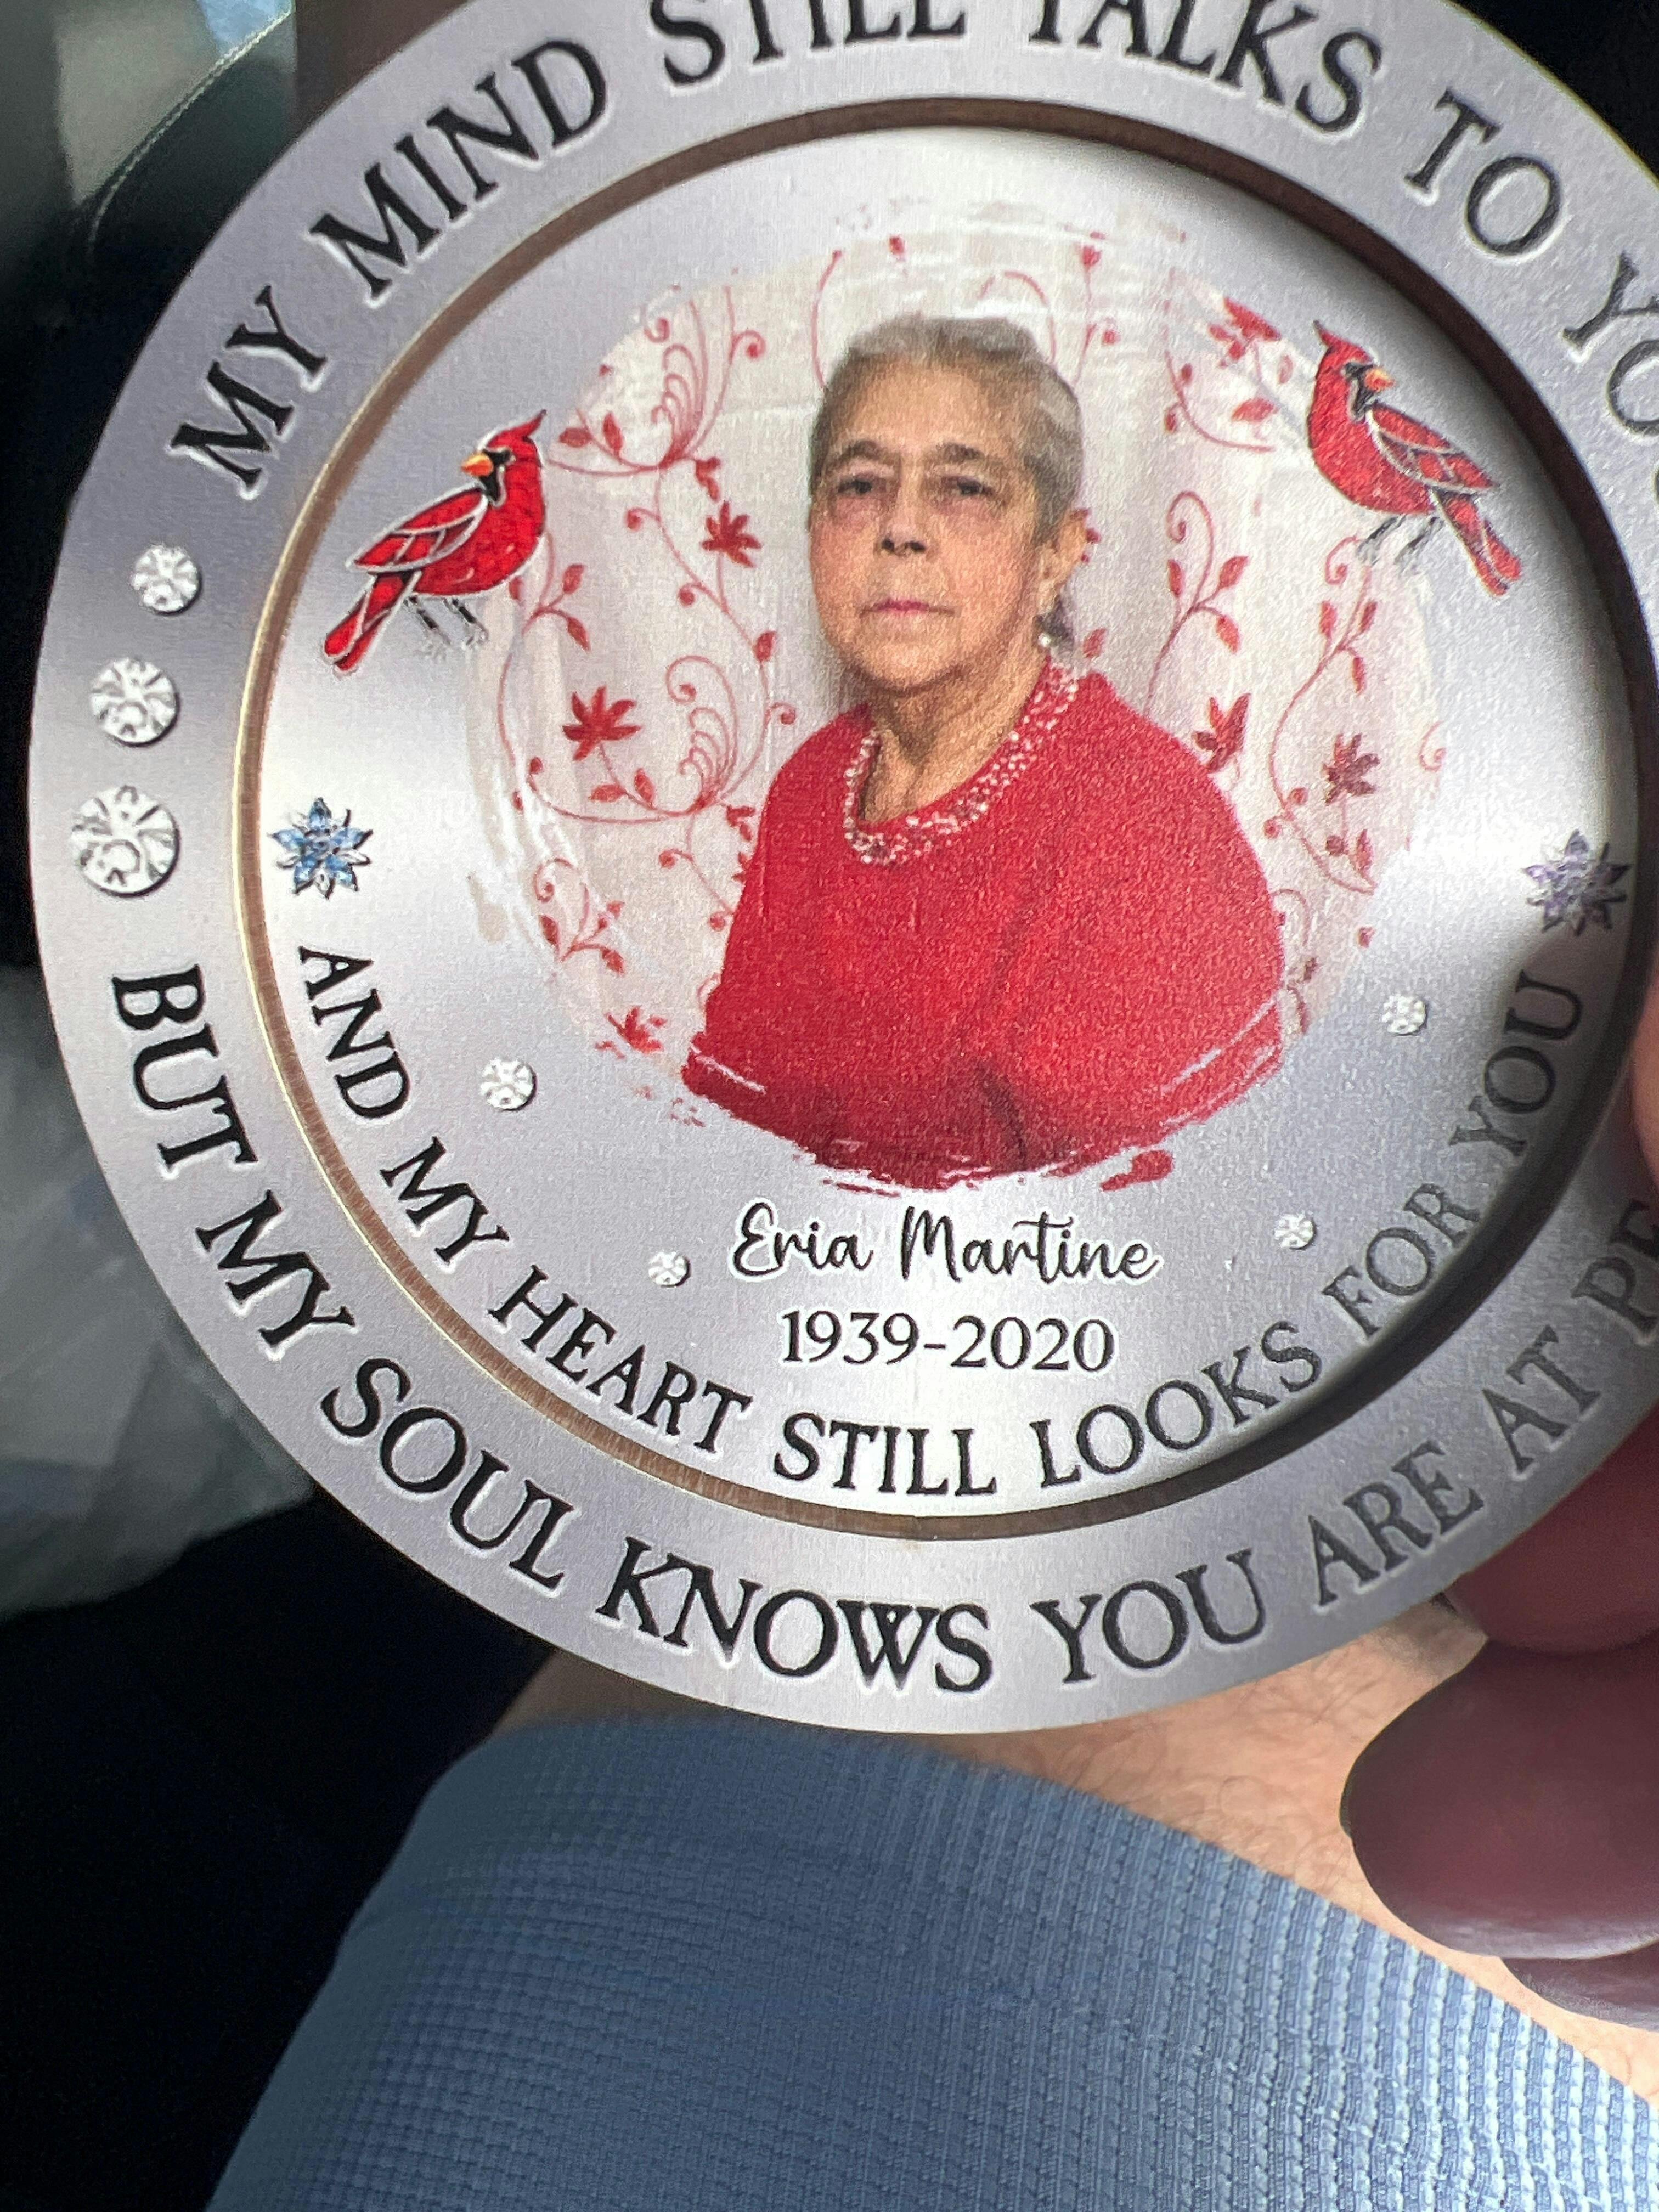 MY MIND STILL TALKS TO YOU
AND MY HEART STILL LOOKS FOR YOU
BUT MY SOUL KNOWS YOU ARE AT
Eria Martine
1939-2020